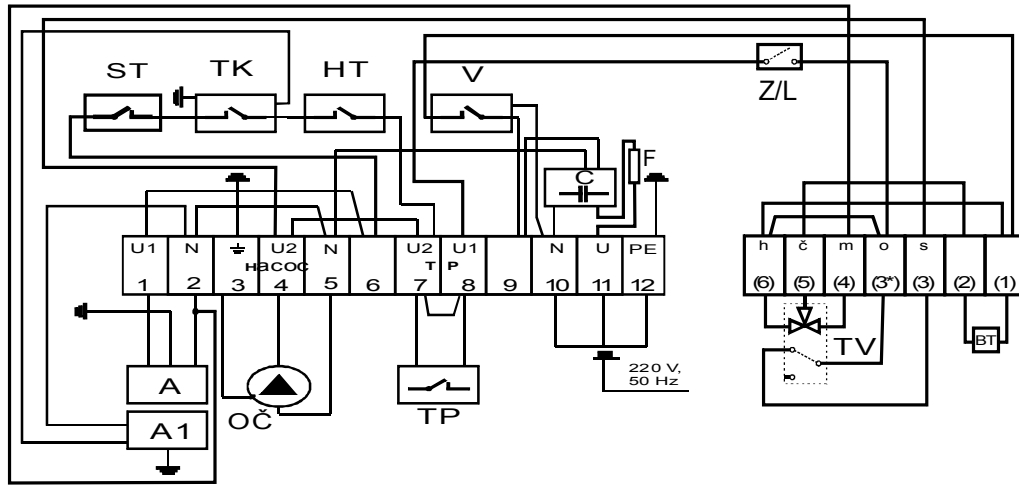 ST TK HT V
Z/L
C F
U1 N U2 N U2 U1 N U PE
насос T P
1 2 3 4 5 6 7 8 9 10 11 12
h č m o s
(6) (5) (4) (3*) (3) (2) (1)
TV BT
220 V,
50 Hz
A
A1 OČ TP